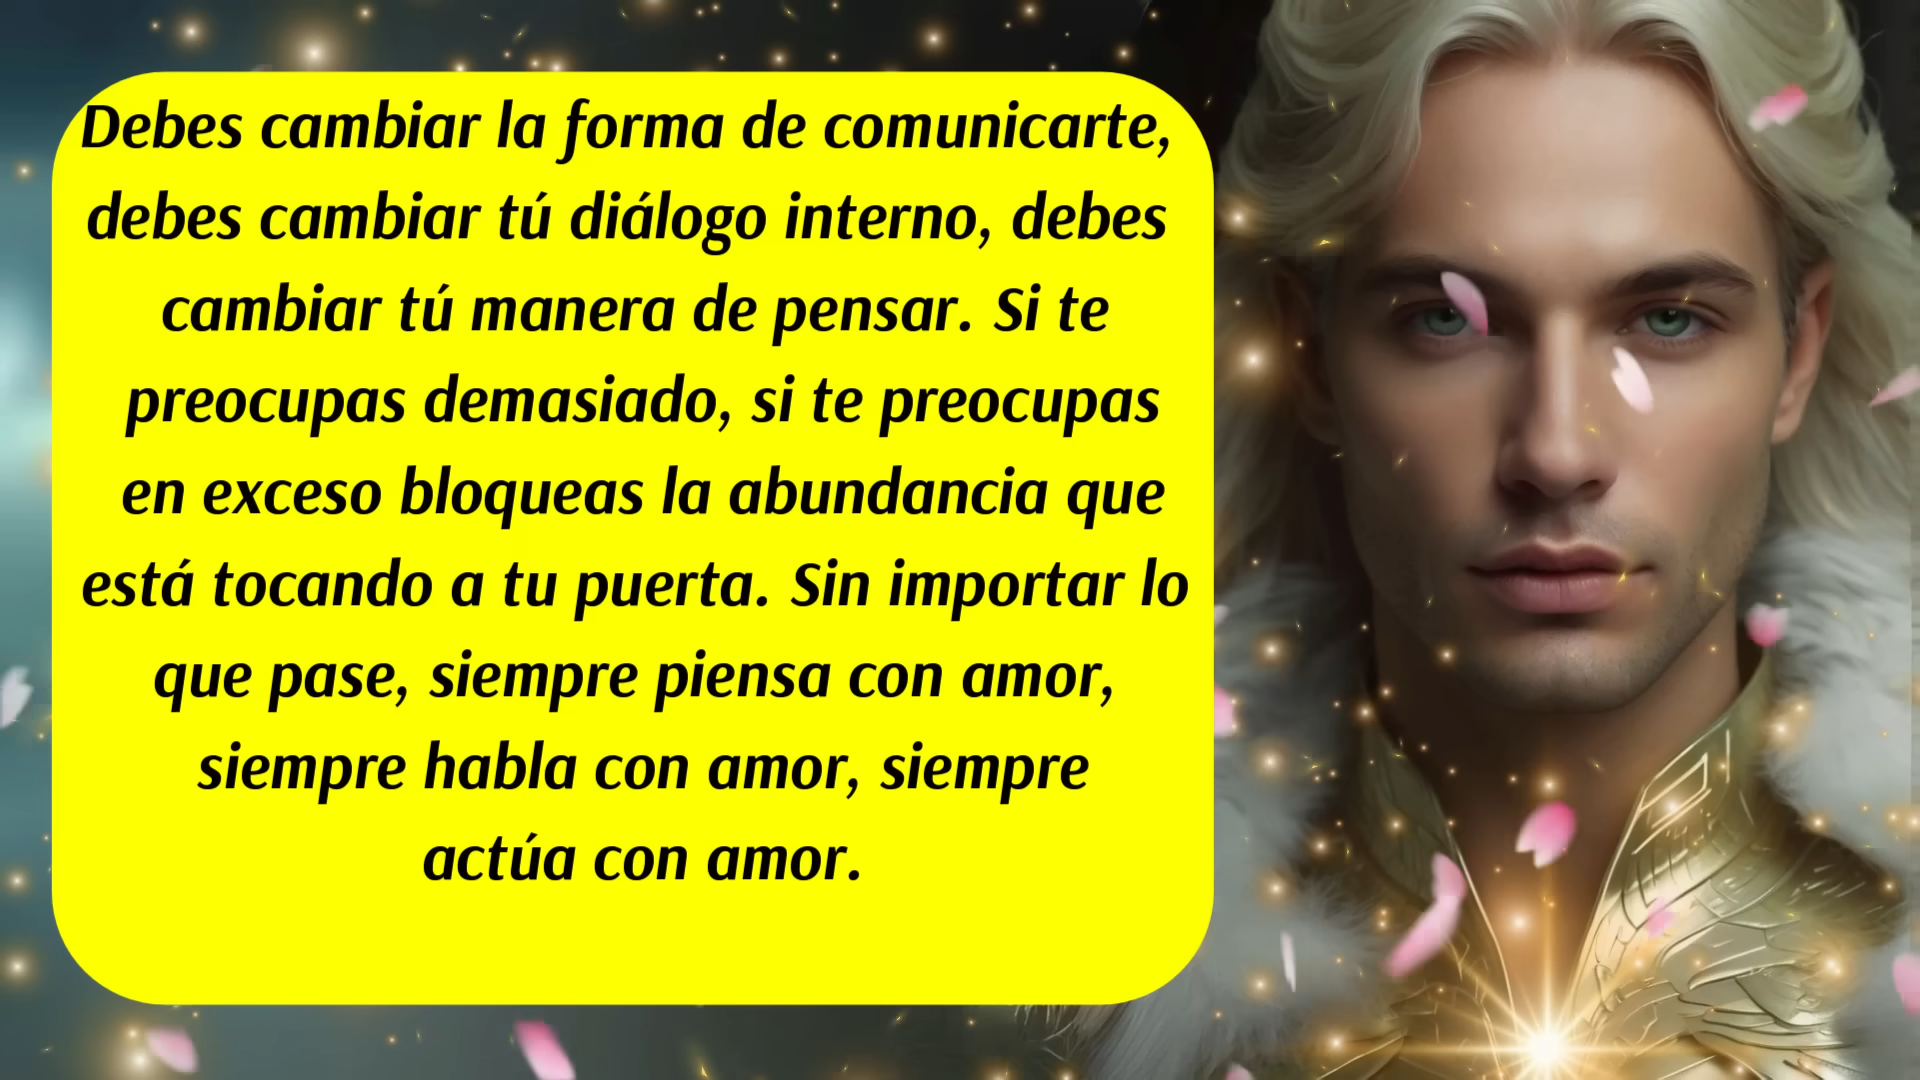 Debes cambiar la forma de comunicarte,
debes cambiar tú diálogo interno, debes
cambiar tú manera de pensar. Si te
preocupas demasiado, si te preocupas
en exceso bloqueas la abundancia que
está tocando a tu puerta. Sin importar lo
que pase, siempre piensa con amor,
siempre habla con amor, siempre
actúa con amor.